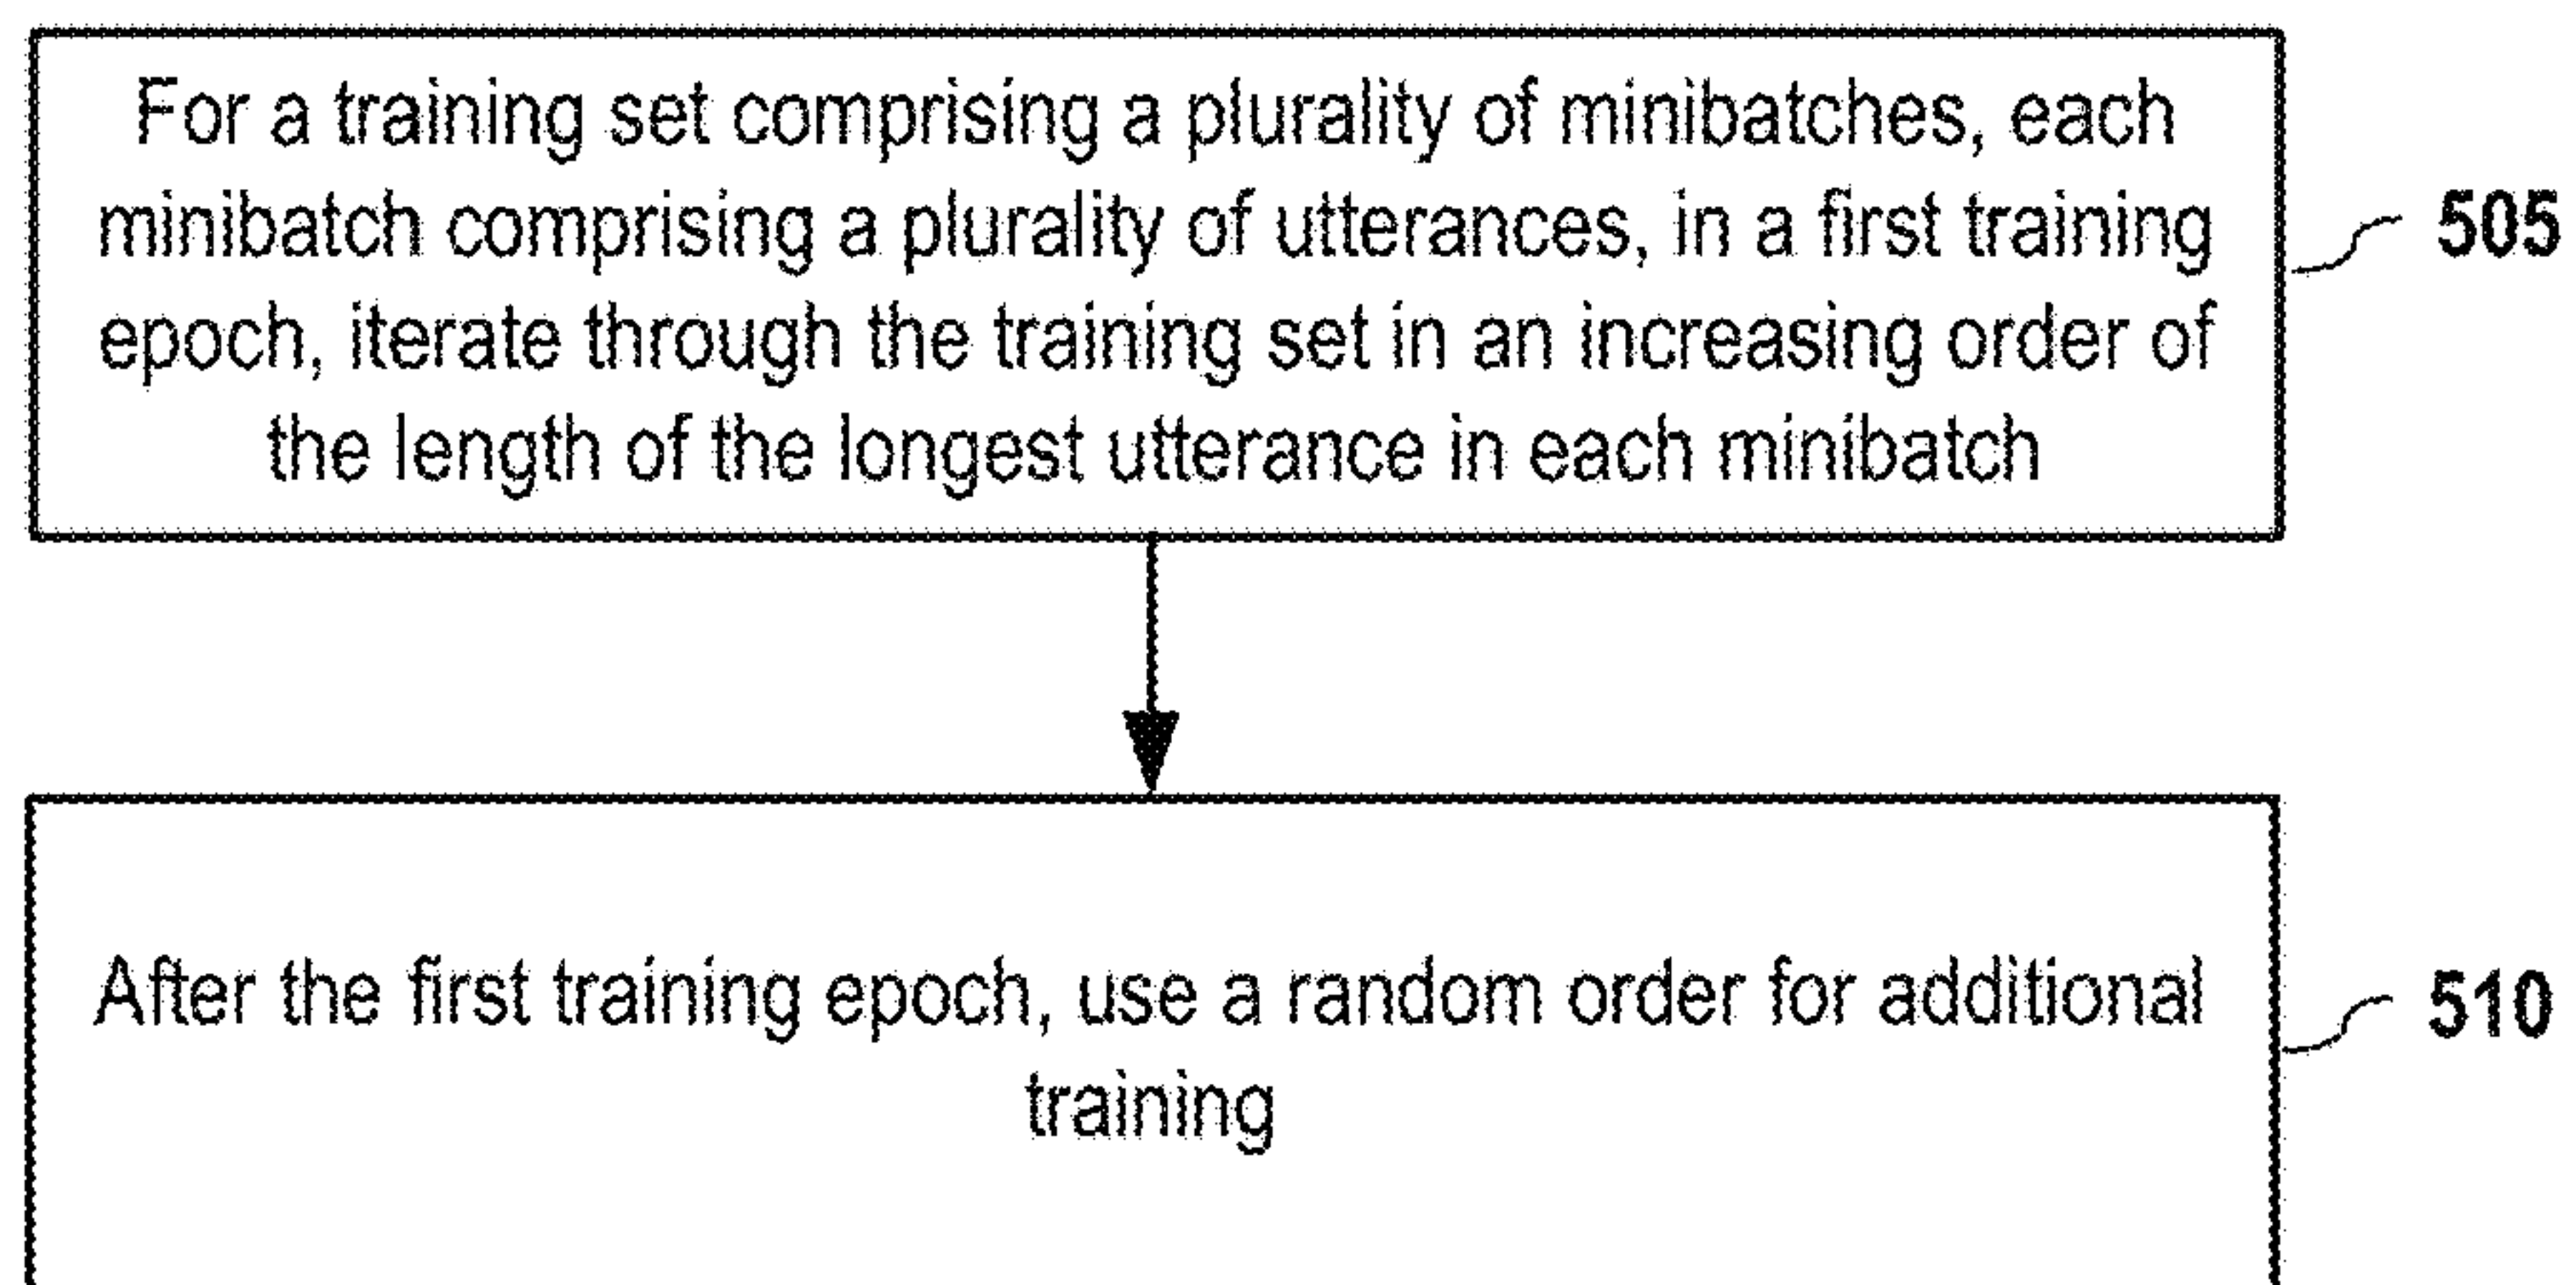 For a training set comprising a plurality of minibatches, each
minibatch comprising a plurality of utterances, in a first training
epoch, iterate through the training set in an increasing order of
the length of the longest utterance in each minibatch
505
After the first training epoch, use a random order for additional
training
510